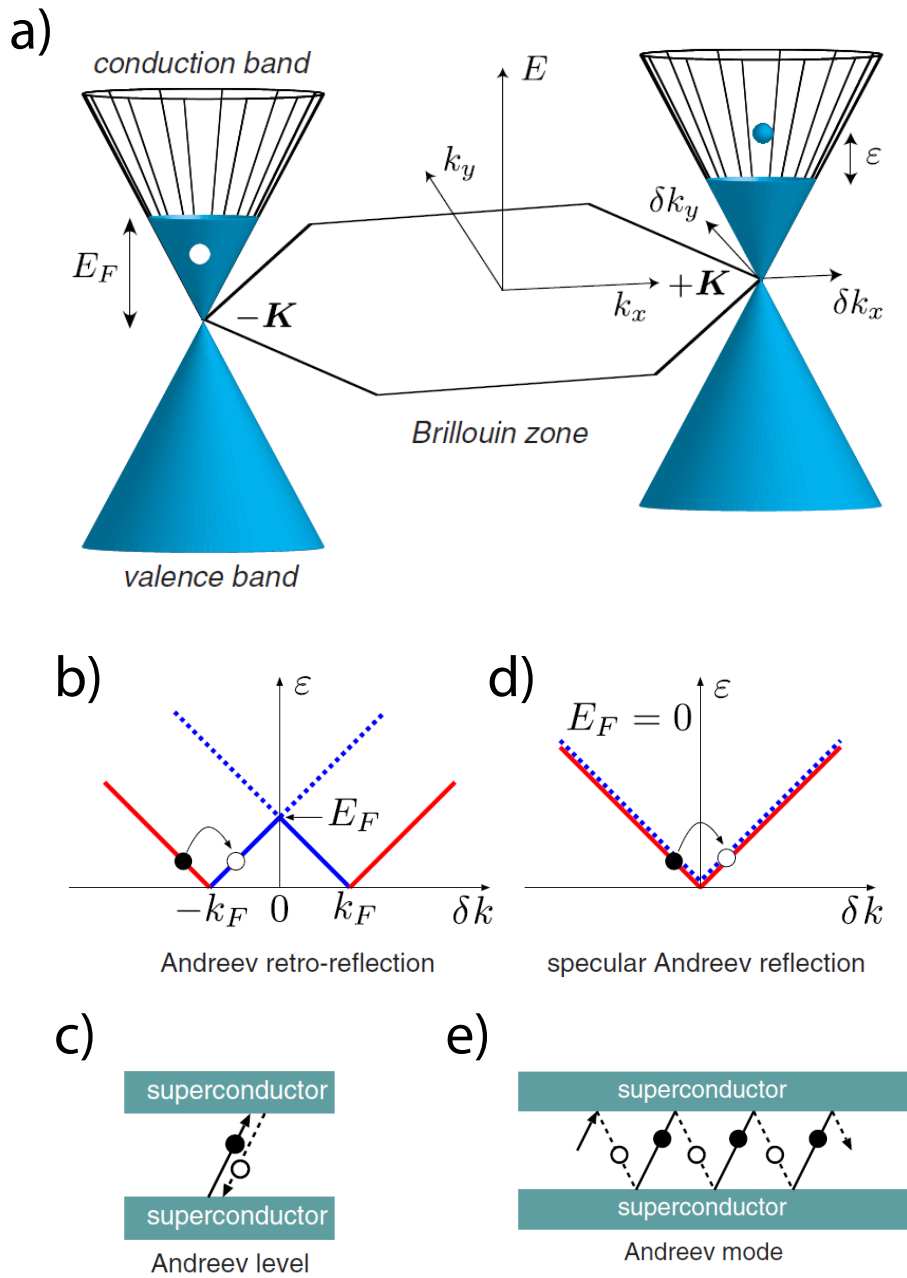 a)
conduction band
E
k_y
ε
δk_y
E_F
−K
k_x
+K
δk_x
Brillouin zone
valence band
b)
ε
E_F
−k_F
0
k_F
δk
Andreev retro-reflection
d)
ε
E_F = 0
δk
specular Andreev reflection
c)
superconductor
superconductor
Andreev level
e)
superconductor
superconductor
Andreev mode